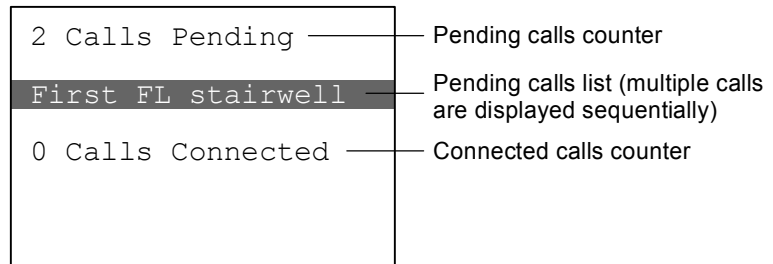 2 Calls Pending
Pending calls counter
First FL stairwell
Pending calls list (multiple calls
are displayed sequentially)
0 Calls Connected
Connected calls counter